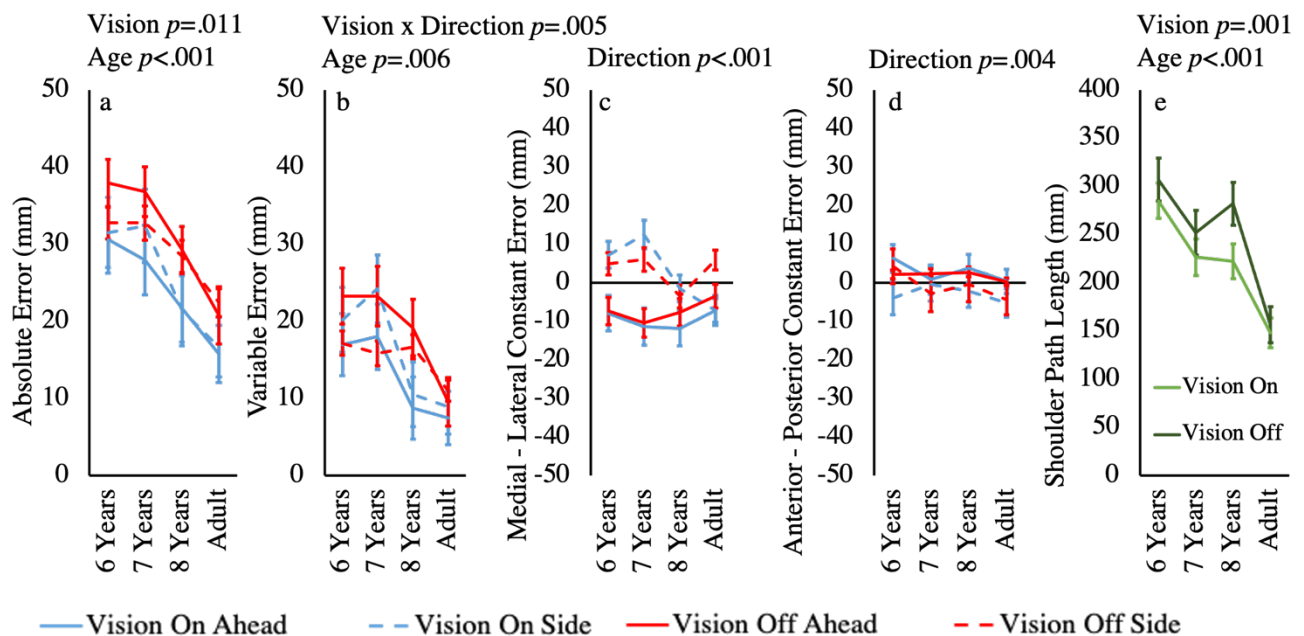 Vision p=.011
Age p<.001
Vision x Direction p=.005
Age p=.006
Direction p<.001
Direction p=.004
Vision p=.001
Age p<.001
a
Absolute Error (mm)
50
40
30
20
10
0
6 Years
7 Years
8 Years
Adult
b
Variable Error (mm)
50
40
30
20
10
0
6 Years
7 Years
8 Years
Adult
c
Medial - Lateral Constant Error (mm)
50
40
30
20
10
0
-10
-20
-30
-40
-50
6 Years
7 Years
8 Years
Adult
d
Anterior - Posterior Constant Error (mm)
50
40
30
20
10
0
-10
-20
-30
-40
-50
6 Years
7 Years
8 Years
Adult
e
Shoulder Path Length (mm)
400
350
300
250
200
150
100
50
0
Vision On
Vision Off
6 Years
7 Years
8 Years
Adult
Vision On Ahead
Vision On Side
Vision Off Ahead
Vision Off Side